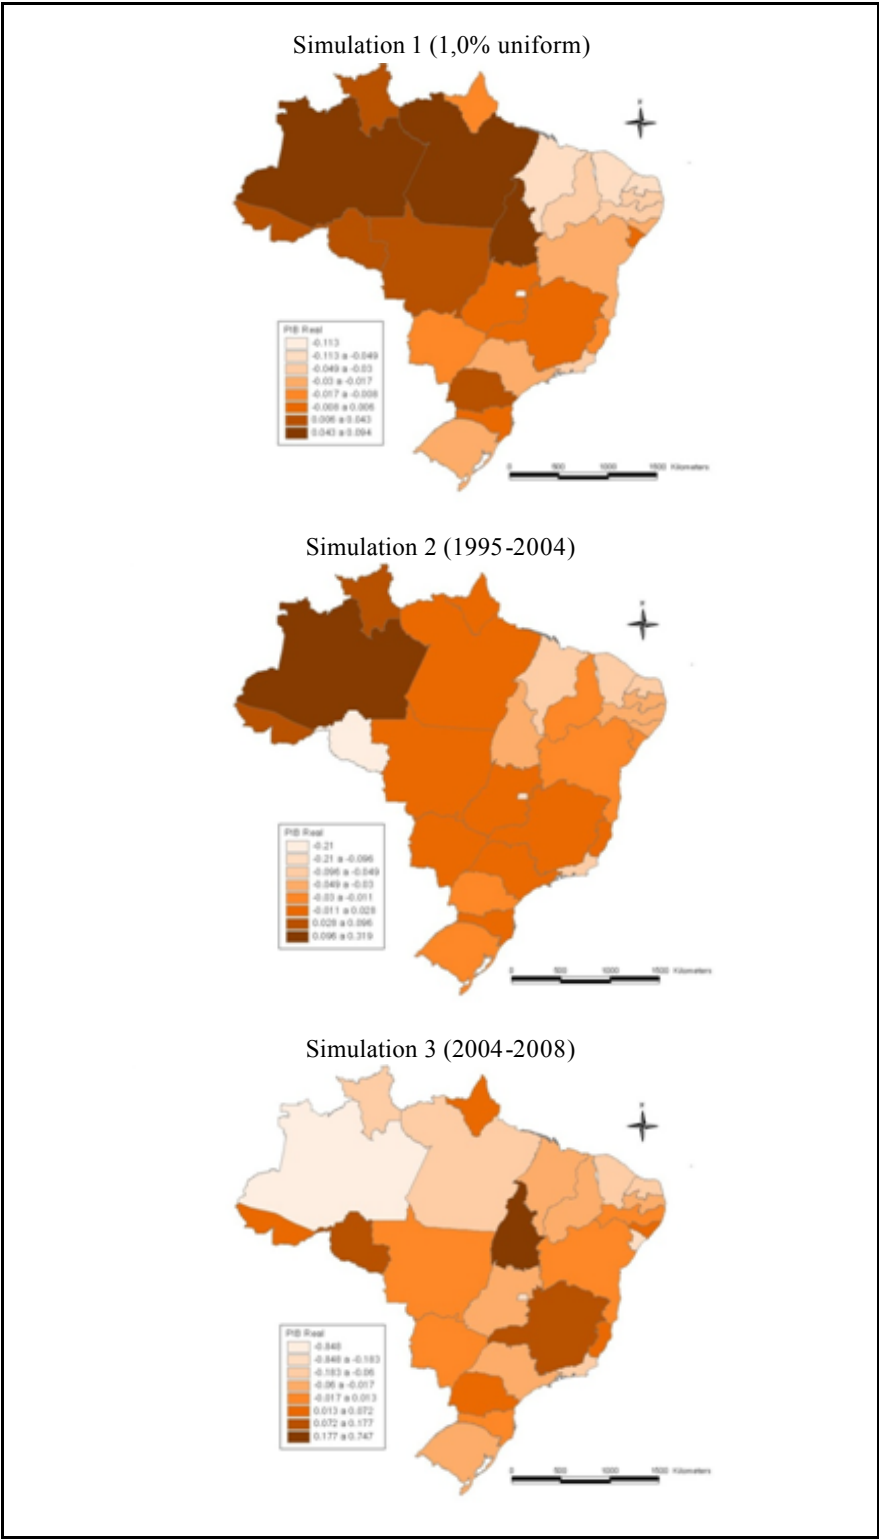 Simulation 1 (1,0% uniform)
PIB Real
-0.113
-0.113 a -0.049
-0.049 a -0.03
-0.03 a -0.017
-0.017 a -0.008
-0.008 a 0.006
0.006 a 0.043
0.043 a 0.094
0 500 1000 1500 Kilometers
Simulation 2 (1995-2004)
PIB Real
-0.21
-0.21 a -0.096
-0.096 a -0.049
-0.049 a -0.03
-0.03 a -0.011
-0.011 a 0.028
0.028 a 0.096
0.096 a 0.319
0 500 1000 1500 Kilometers
Simulation 3 (2004-2008)
PIB Real
-0.848
-0.848 a -0.183
-0.183 a -0.06
-0.06 a -0.017
-0.017 a 0.013
0.013 a 0.072
0.072 a 0.177
0.177 a 0.747
0 500 1000 1500 Kilometers